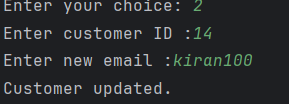 Enter your choice: 2
Enter customer ID :14
Enter new email :kiran100
Customer updated.